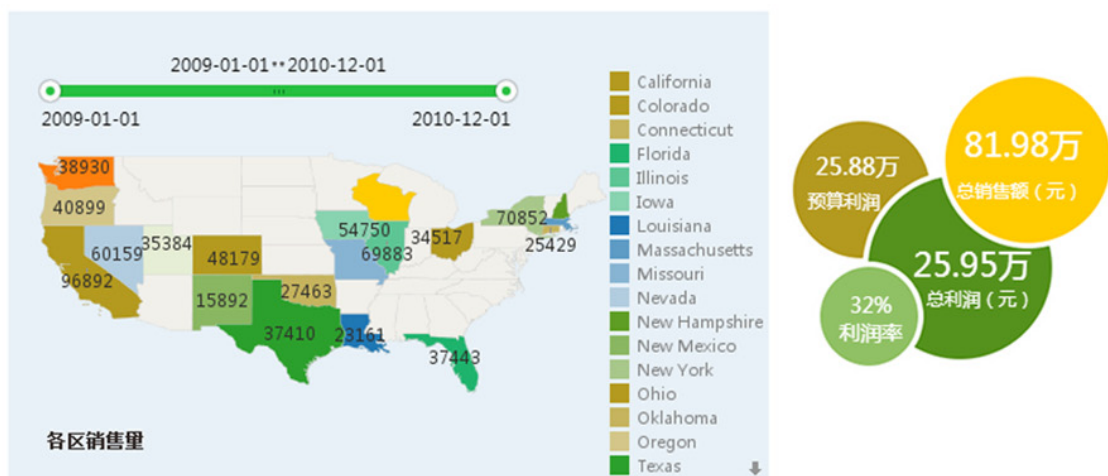 2009-01-01··2010-12-01
2009-01-01
2010-12-01
38930
40899
96892
60159
35384
48179
15892
27463
37410
23161
37443
54750
69883
34517
70852
25429
各区销售量
California
Colorado
Connecticut
Florida
Illinois
Iowa
Louisiana
Massachusetts
Missouri
Nevada
New Hampshire
New Mexico
New York
Ohio
Oklahoma
Oregon
Texas
25.88万
预算利润
81.98万
总销售额（元）
25.95万
总利润（元）
32%
利润率